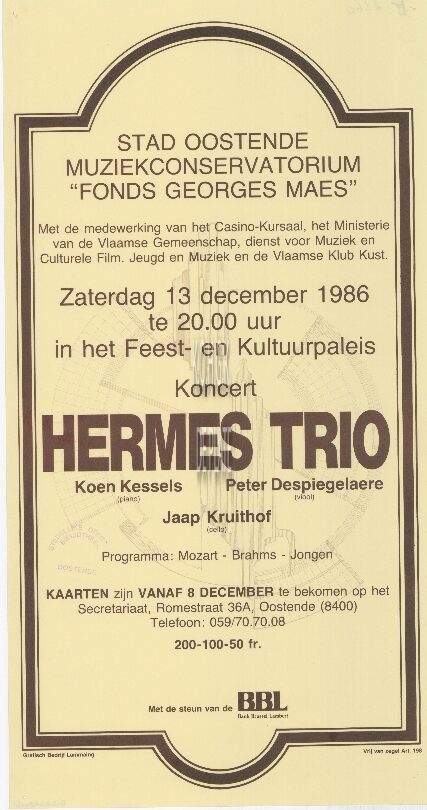 STAD OOSTENDE
MUZIEKCONSERVATORIUM
"FONDS GEORGES MAES"
Met de medewerking van het Casino-Kursaal, het Ministerie
van de Vlaamse Gemeenschap, dienst voor Muziek en
Culturele Film. Jeugd en Muziek en de Vlaamse Klub Kust.
Zaterdag 13 december 1986
te 20.00 uur
in het Feest- en Kultuurpaleis
Koncert
HERMES TRIO
Koen Kessels Peter Despiegelaere
(piano) (viool)
Jaap Kruithof
(cello)
Programma: Mozart - Brahms - Jongen
OOSTENDE
KAARTEN zijn VANAF 8 DECEMBER te bekomen op het
Secretariaat, Romestraat 36A, Oostende (8400)
Telefoon: 059/70.70.08
200-100-50 fr.
Met de steun van de BBL
Bank Brussel Lambert
Grafisch Bedrijf Lammaing Vrij van zegel Art. 198